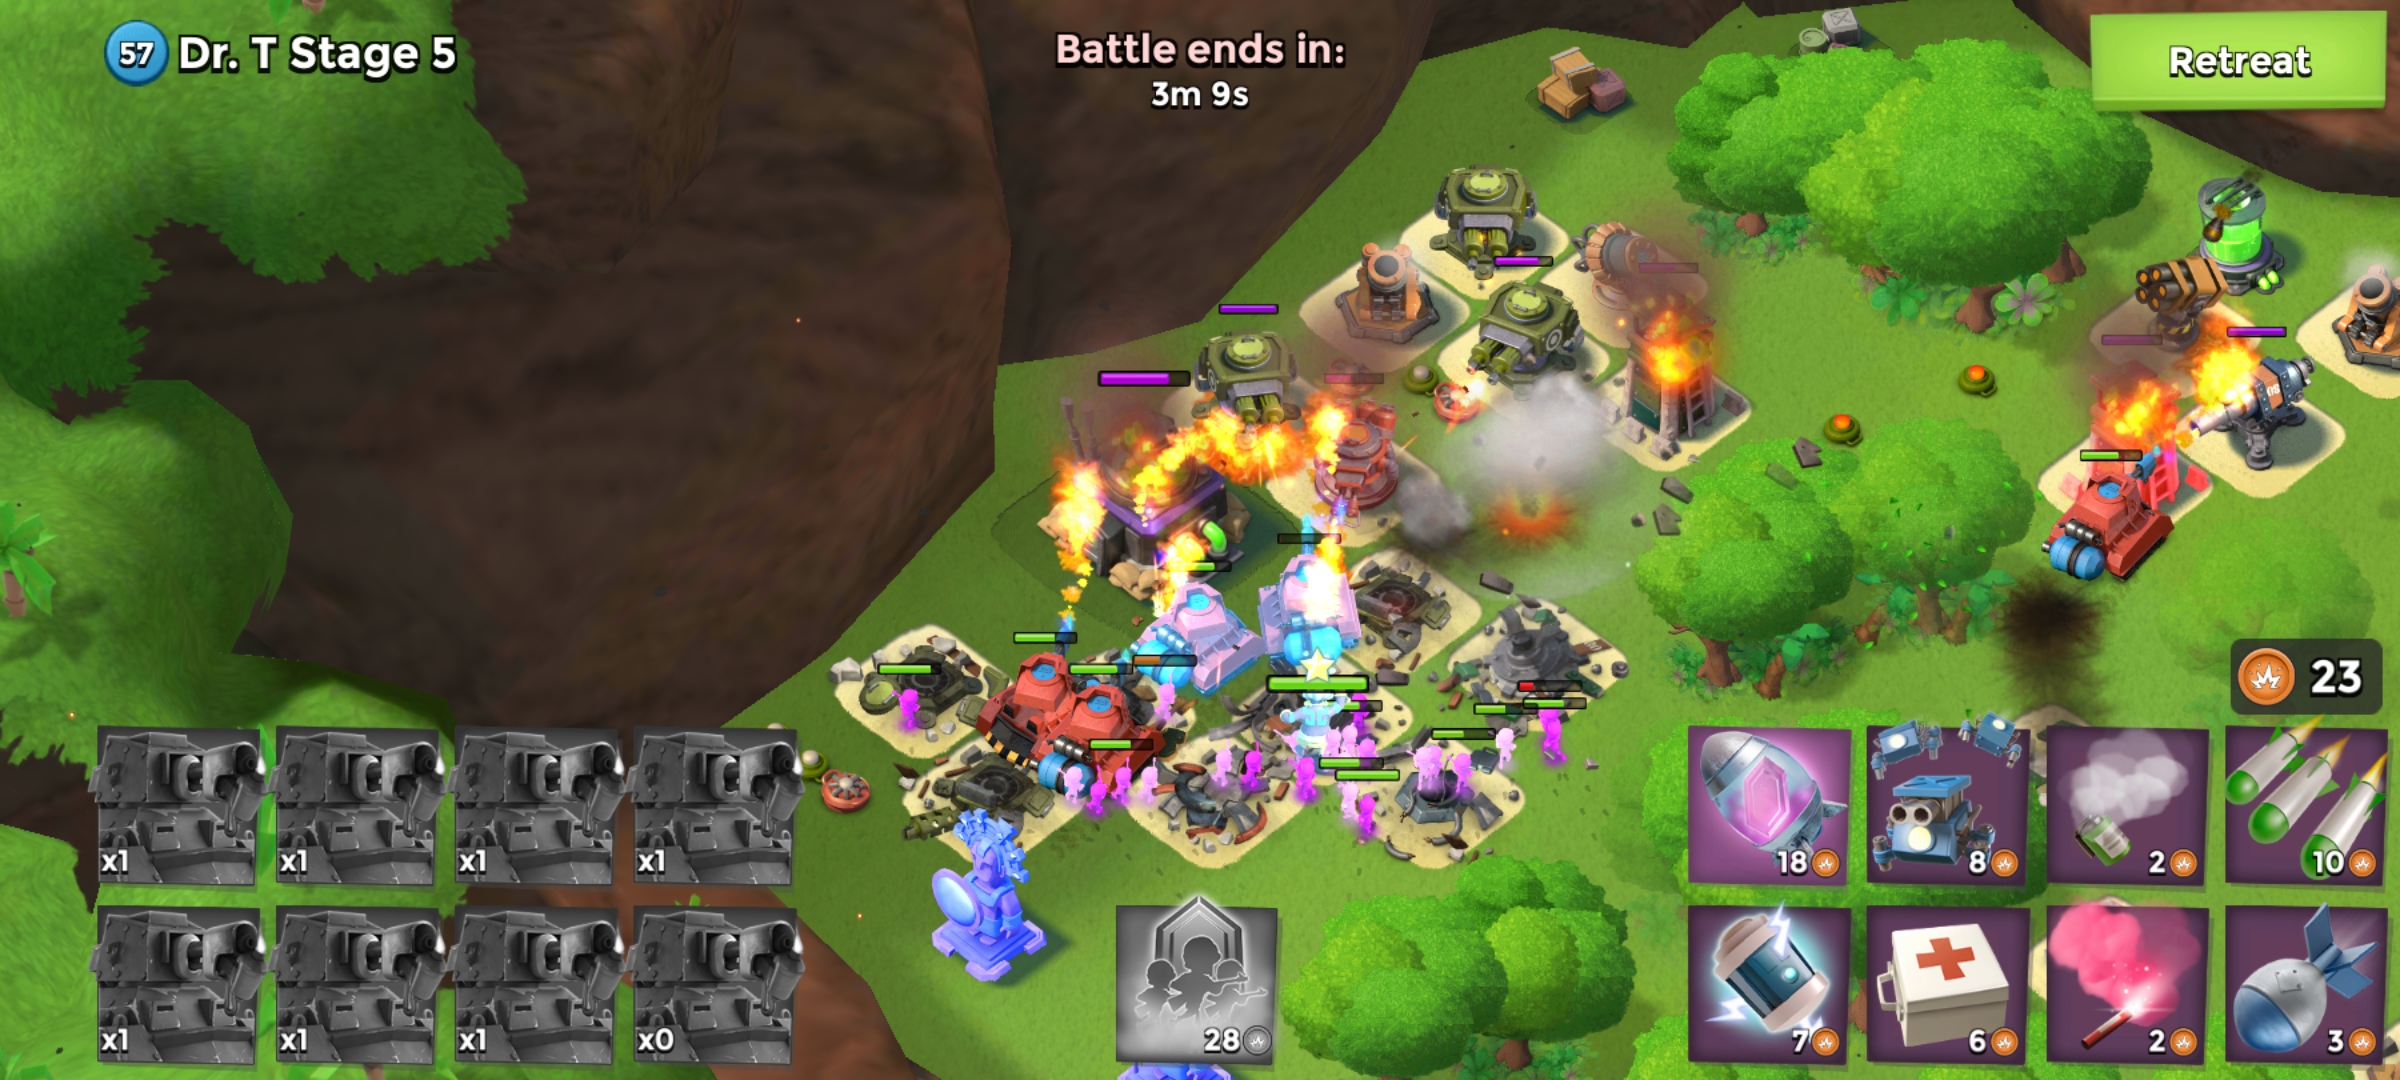 57 Dr. T Stage 5
Battle ends in:
3m 9s
Retreat
23
x1 x1 x1 x1
18 8 2 10
x1 x1 x1 x0
28
7 6 2 3